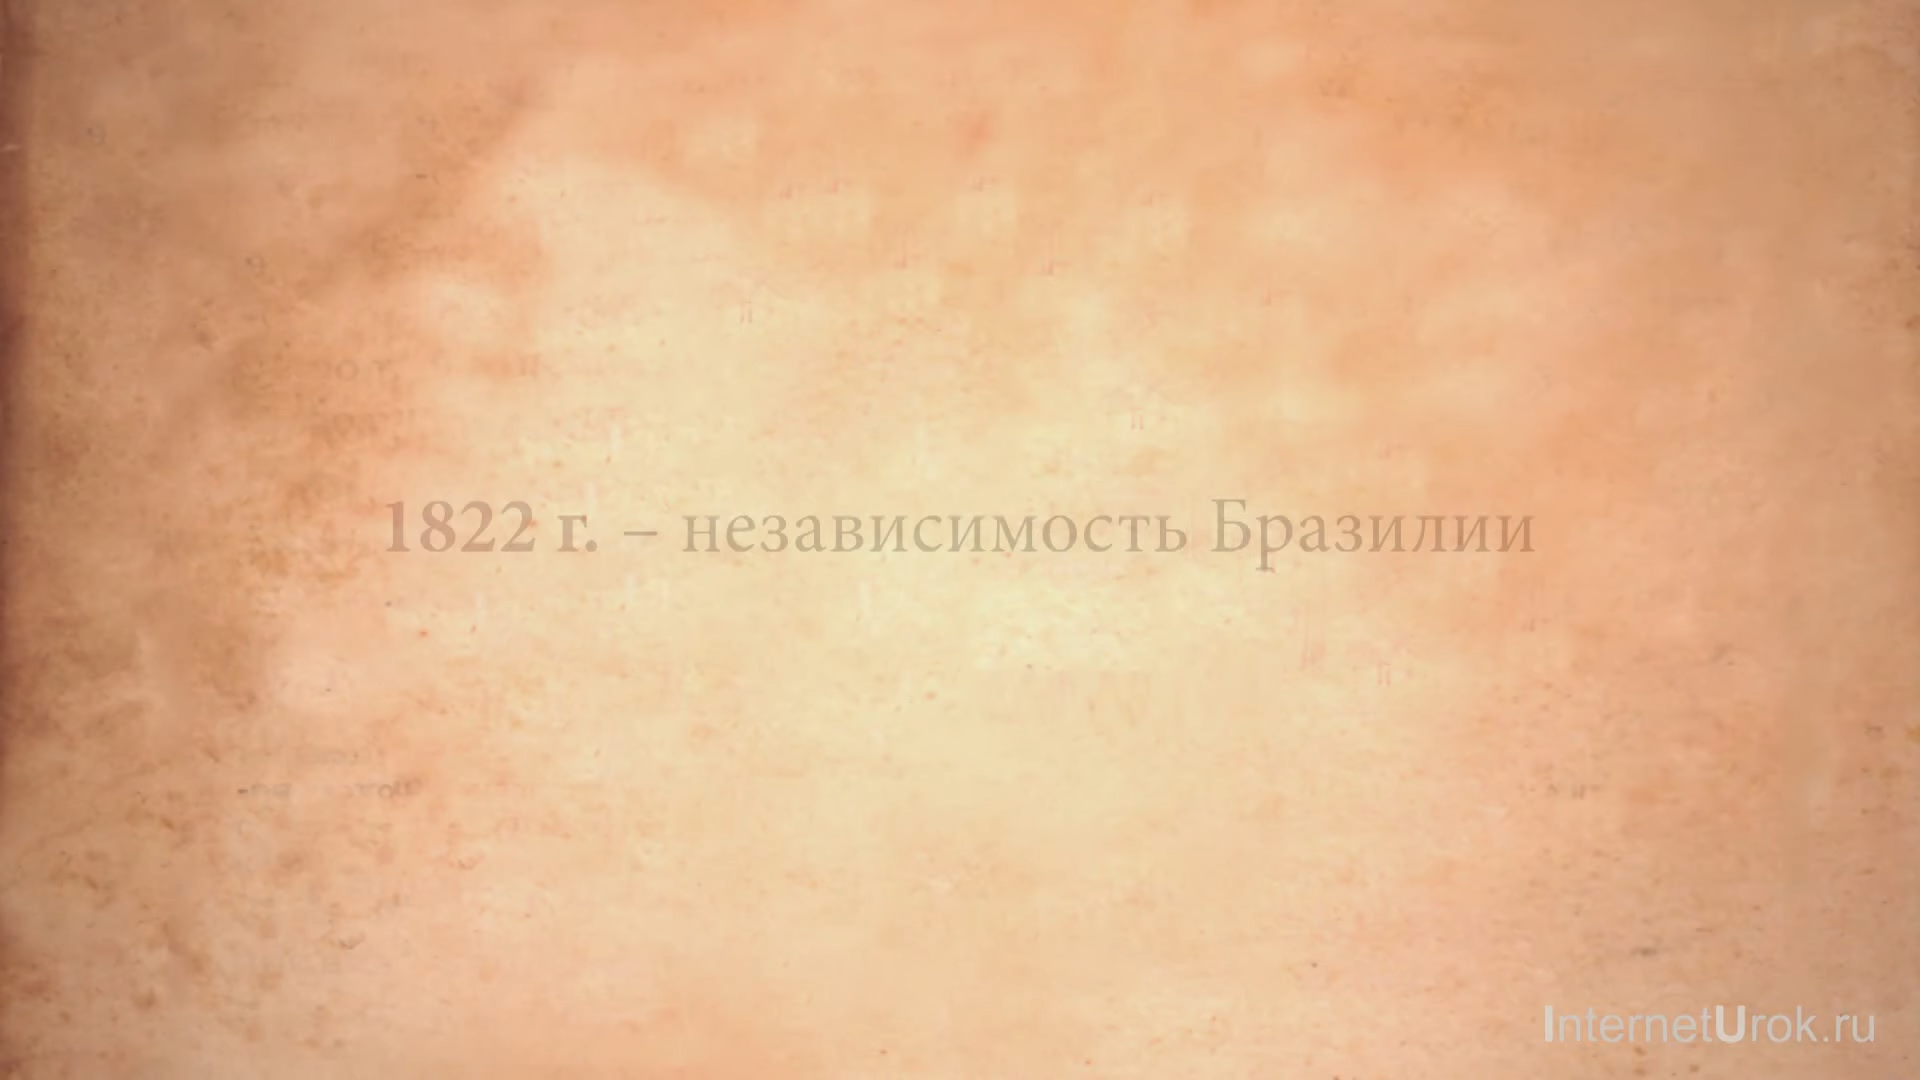 1822 г. – независимость Бразилии
InternetUrok.ru